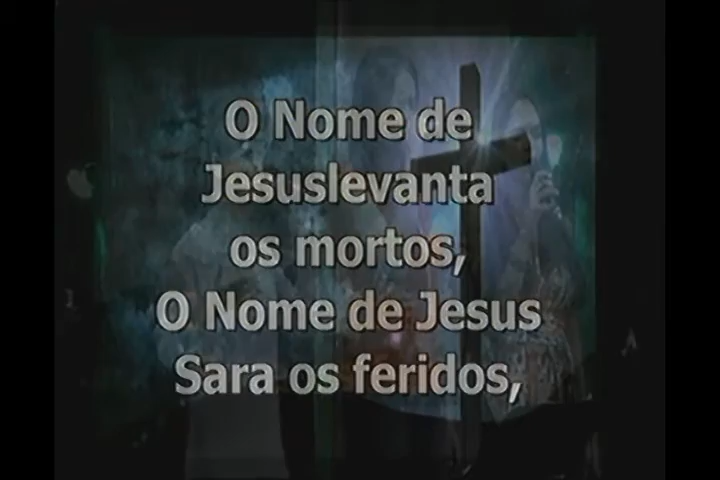 O Nome de
Jesuslevanta
os mortos,
O Nome de Jesus
Sara os feridos,